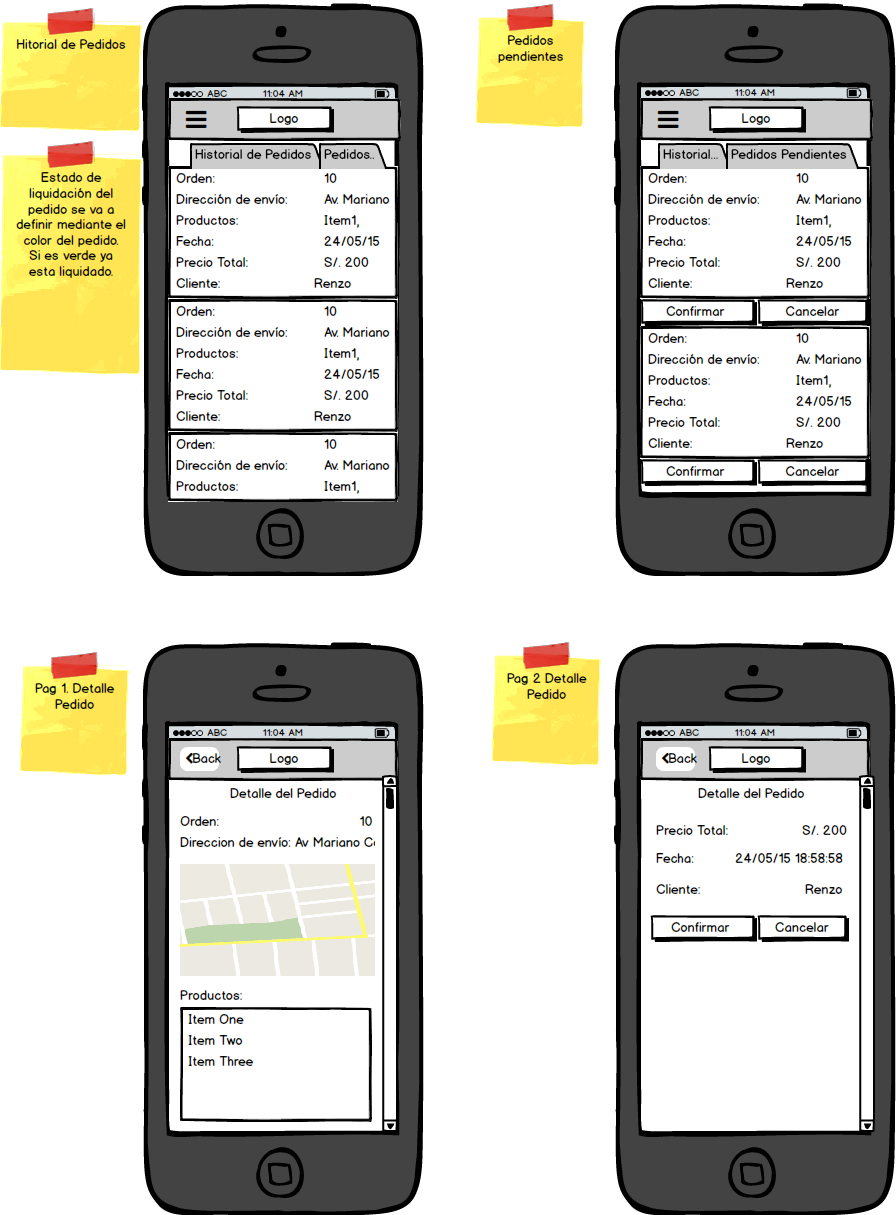 Hitorial de Pedidos
Estado de
liquidación del
pedido se va a
definir mediante el
color del pedido.
Si es verde ya
esta liquidado.
ABC 11:04 AM
Logo
Historial de Pedidos Pedidos..
Orden: 10
Dirección de envío: Av. Mariano
Productos: Item1,
Fecha: 24/05/15
Precio Total: S/. 200
Cliente: Renzo
Orden: 10
Dirección de envío: Av. Mariano
Productos: Item1,
Fecha: 24/05/15
Precio Total: S/. 200
Cliente: Renzo
Orden: 10
Dirección de envío: Av. Mariano
Productos: Item1,
Pedidos
pendientes
ABC 11:04 AM
Logo
Historial... Pedidos Pendientes
Orden: 10
Dirección de envío: Av. Mariano
Productos: Item1,
Fecha: 24/05/15
Precio Total: S/. 200
Cliente: Renzo
Confirmar Cancelar
Orden: 10
Dirección de envío: Av. Mariano
Productos: Item1,
Fecha: 24/05/15
Precio Total: S/. 200
Cliente: Renzo
Confirmar Cancelar
Pag 1. Detalle
Pedido
ABC 11:04 AM
Back Logo
Detalle del Pedido
Orden: 10
Direccion de envío: Av Mariano Co
Productos:
Item One
Item Two
Item Three
Pag 2 Detalle
Pedido
ABC 11:04 AM
Back Logo
Detalle del Pedido
Precio Total: S/. 200
Fecha: 24/05/15 18:58:58
Cliente: Renzo
Confirmar Cancelar